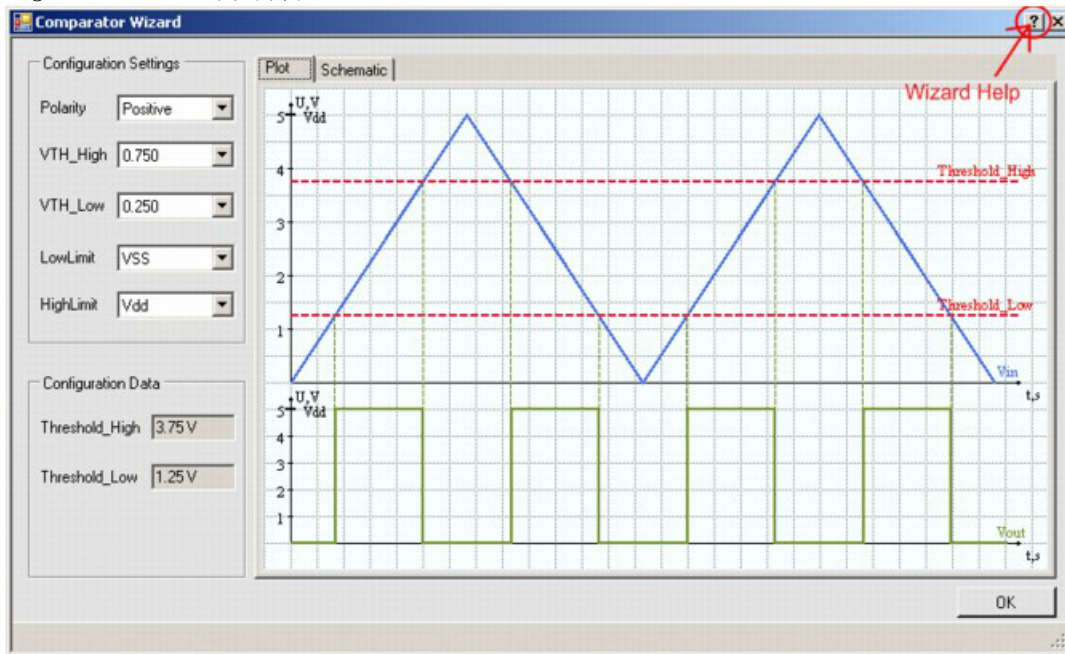 Comparator Wizard
?
Wizard Help
Configuration Settings
Polarity Positive
VTH_High 0.750
VTH_Low 0.250
LowLimit VSS
HighLimit Vdd
Configuration Data
Threshold_High 3.75 V
Threshold_Low 1.25 V
Plot Schematic
U,V
Vdd
5
4
3
2
1
Threshold_High
Threshold_Low
Vin
t,s
U,V
Vdd
5
4
3
2
1
Vout
t,s
OK